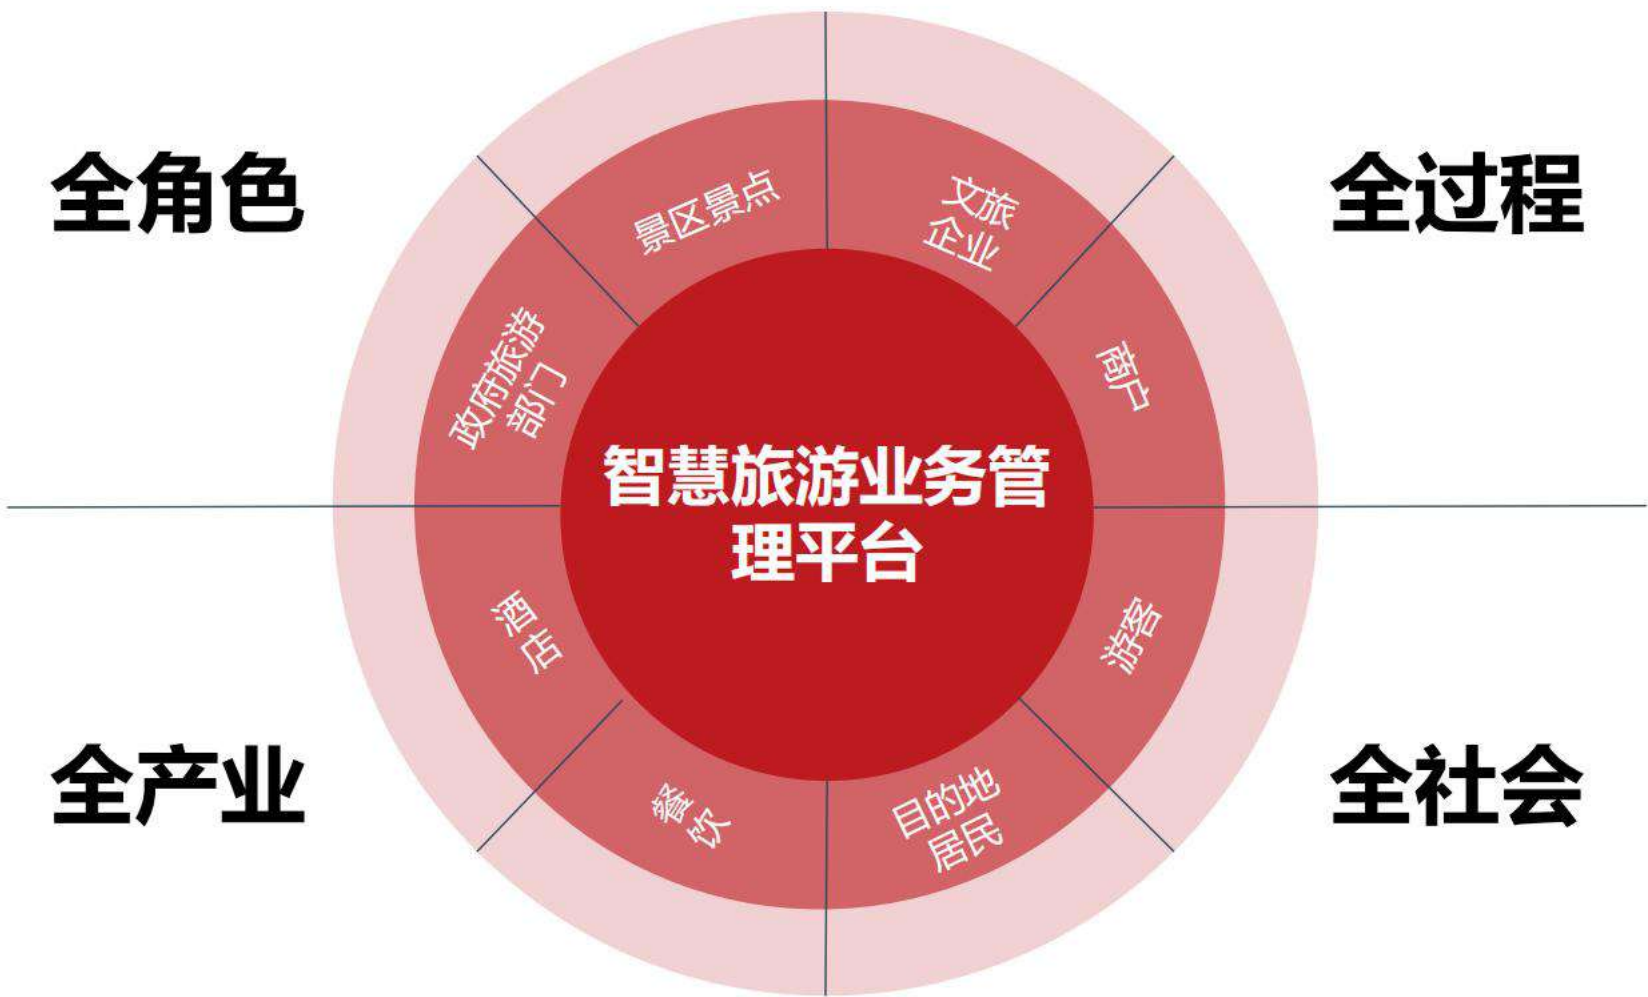 全角色
全过程
景区景点
文旅
企业
政府旅游
部门
商户
智慧旅游业务管
理平台
酒
店
游客
餐
饮
目的地
居民
全产业
全社会